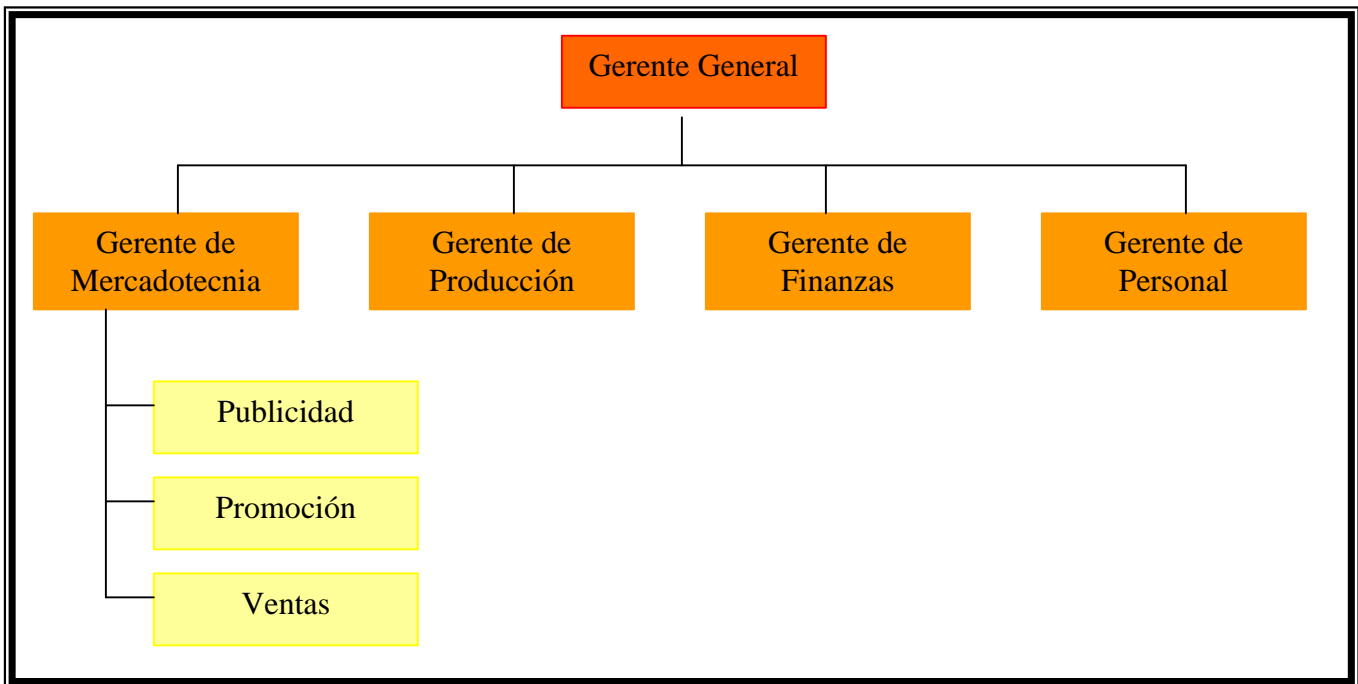 Gerente General
Gerente de
Mercadotecnia
Gerente de
Producción
Gerente de
Finanzas
Gerente de
Personal
Publicidad
Promoción
Ventas